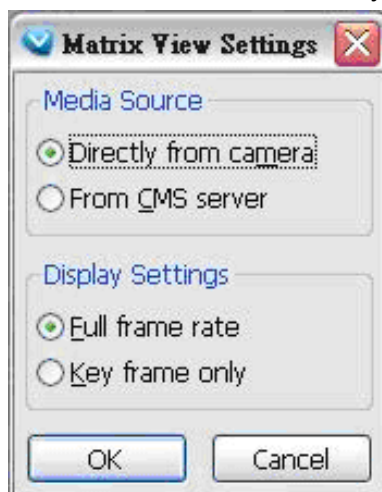 Matrix View Settings
Media Source
Directly from camera
From CMS server
Display Settings
Full frame rate
Key frame only
OK Cancel